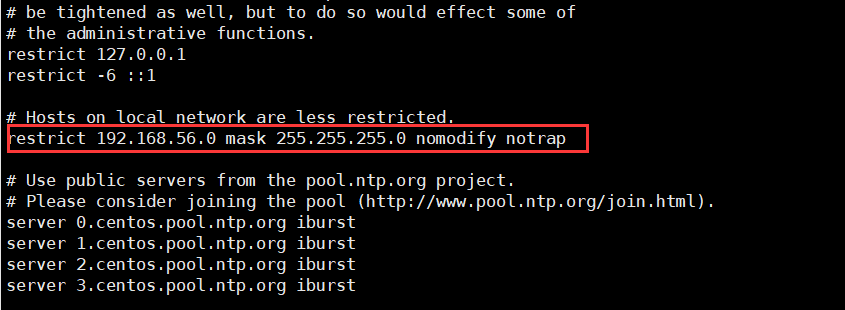 # be tightened as well, but to do so would effect some of
# the administrative functions.
restrict 127.0.0.1
restrict -6 ::1
# Hosts on local network are less restricted.
restrict 192.168.56.0 mask 255.255.255.0 nomodify notrap
# Use public servers from the pool.ntp.org project.
# Please consider joining the pool (http://www.pool.ntp.org/join.html).
server 0.centos.pool.ntp.org iburst
server 1.centos.pool.ntp.org iburst
server 2.centos.pool.ntp.org iburst
server 3.centos.pool.ntp.org iburst